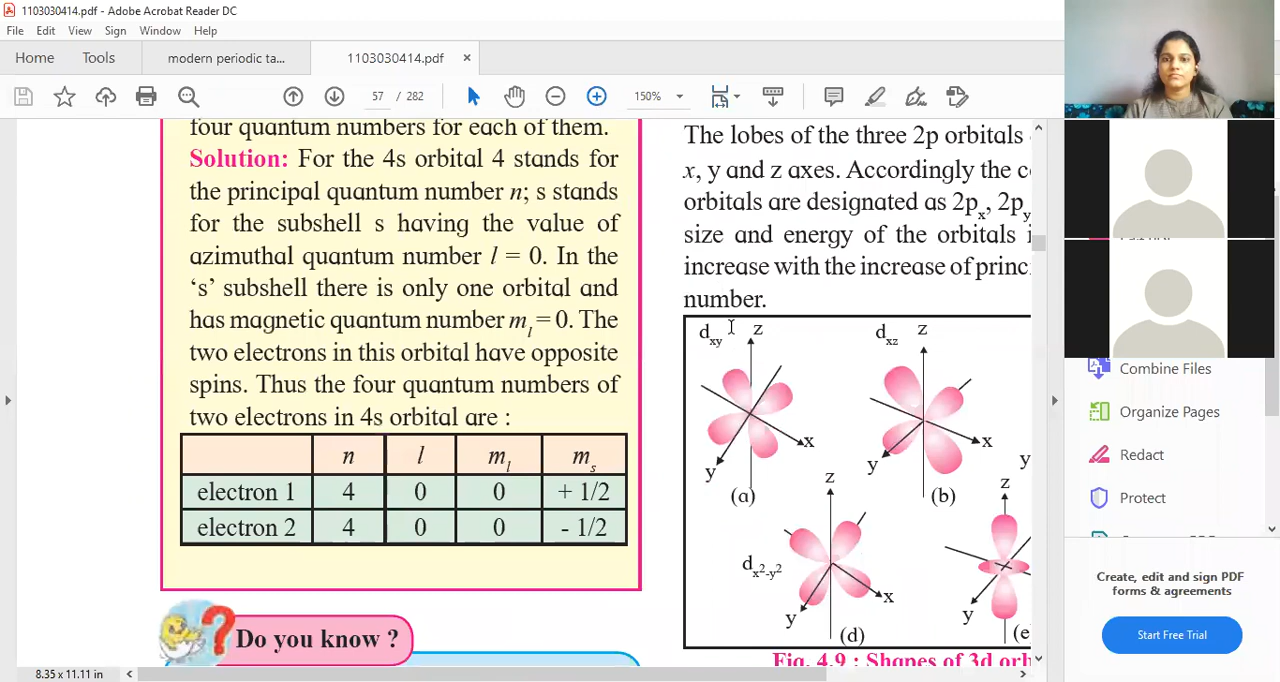 1103030414.pdf - Adobe Acrobat Reader DC
File Edit View Sign Window Help
Home Tools modern periodic ta... 1103030414.pdf ×
57 / 282 150%
four quantum numbers for each of them.
Solution: For the 4s orbital 4 stands for
the principal quantum number n; s stands
for the subshell s having the value of
azimuthal quantum number l = 0. In the
‘s’ subshell there is only one orbital and
has magnetic quantum number mₗ = 0. The
two electrons in this orbital have opposite
spins. Thus the four quantum numbers of
two electrons in 4s orbital are :
n l mₗ mₛ
electron 1 4 0 0 + 1/2
electron 2 4 0 0 - 1/2
Do you know ?
The lobes of the three 2p orbitals
x, y and z axes. Accordingly the
orbitals are designated as 2pₓ, 2p_y
size and energy of the orbitals
increase with the increase of
number.
d_xy z x y (a)
d_xz z x y (b)
y
d_x²-y² z x y (d)
z y (e
Fig. 4.9 : Shapes of 3d
Combine Files
Organize Pages
Redact
Protect
Create, edit and sign PDF
forms & agreements
Start Free Trial
8.35 x 11.11 in